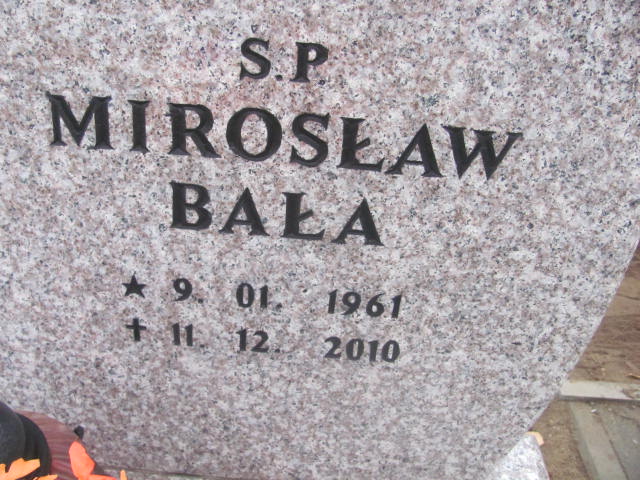 S.P.
MIROSŁAW
BAŁA
★ 9. 01. 1961
✝ 11. 12. 2010